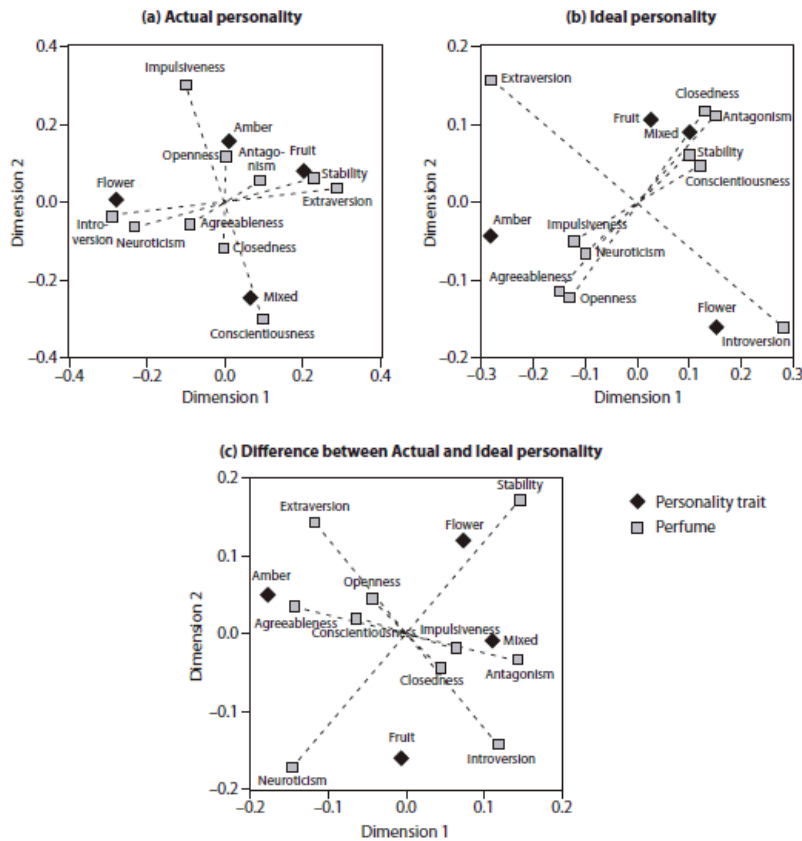 (a) Actual personality
0.4
0.2
0.0
−0.2
−0.4
Dimension 2
Impulsiveness
Amber
Openness
Antago-
nism
Fruit
Stability
Extraversion
Flower
Intro-
version
Neuroticism
Agreeableness
Closedness
Mixed
Conscientiousness
−0.4
−0.2
0.0
0.2
0.4
Dimension 1
(b) Ideal personality
0.2
0.1
0.0
−0.1
−0.2
Dimension 2
Extraversion
Closedness
Fruit
Mixed
Antagonism
Stability
Conscientiousness
Amber
Impulsiveness
Neuroticism
Agreeableness
Openness
Flower
Introversion
−0.3
−0.2
−0.1
0.0
0.1
0.2
0.3
Dimension 1
(c) Difference between Actual and Ideal personality
0.2
0.1
0.0
−0.1
−0.2
Dimension 2
Stability
Extraversion
Flower
Amber
Openness
Agreeableness
Conscientiousness
Impulsiveness
Mixed
Antagonism
Closedness
Fruit
Introversion
Neuroticism
−0.2
−0.1
0.0
0.1
0.2
Dimension 1
Personality trait
Perfume